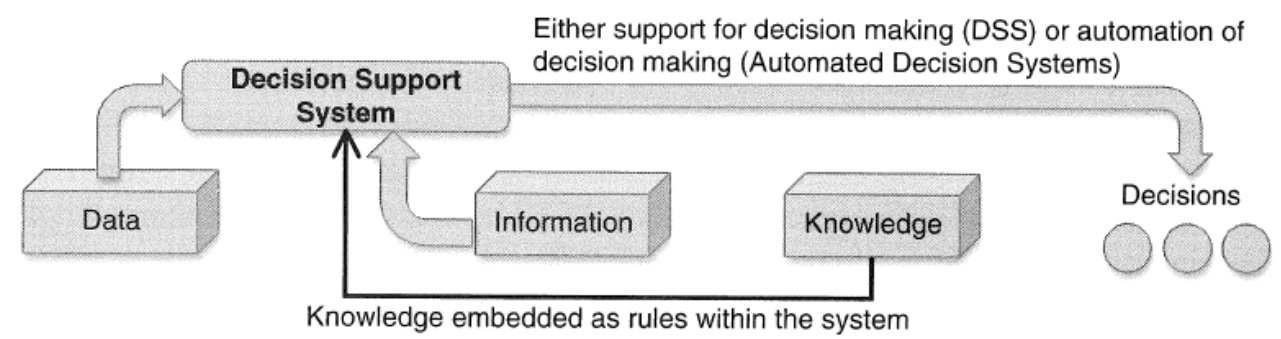 Either support for decision making (DSS) or automation of
decision making (Automated Decision Systems)
Decision Support
System
Data
Information
Knowledge
Decisions
Knowledge embedded as rules within the system